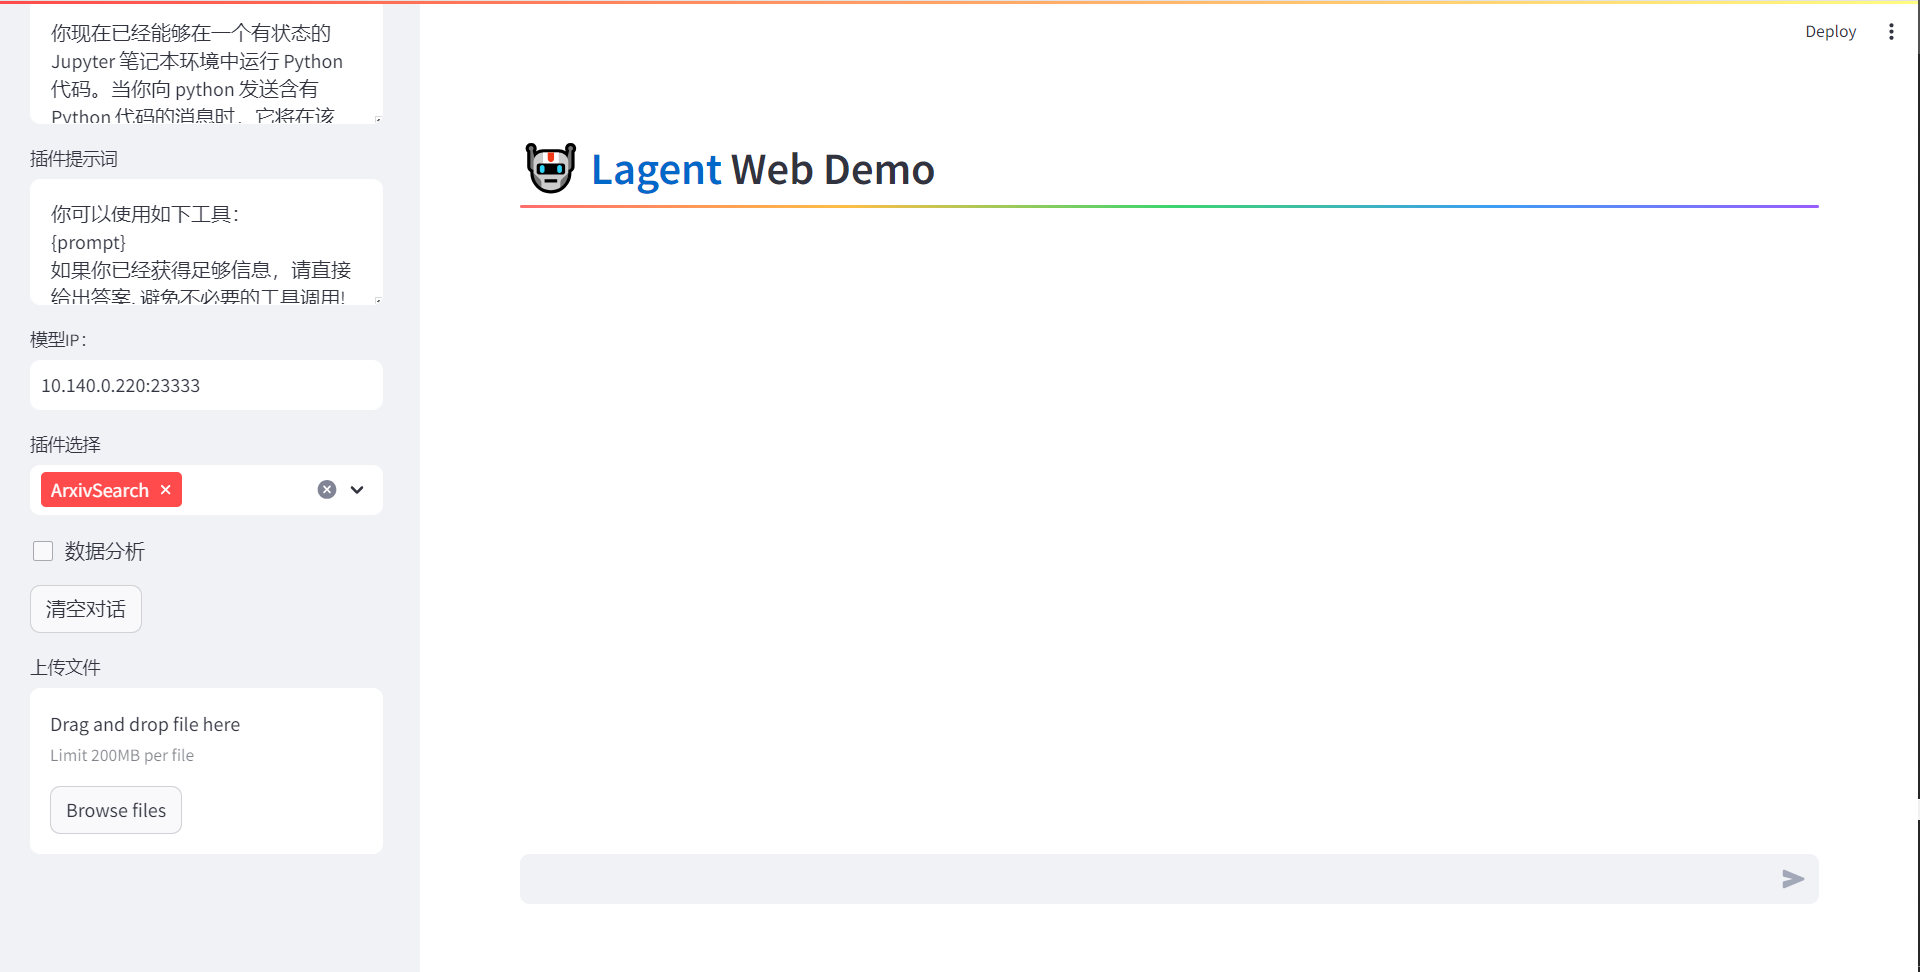 你现在已经能够在一个有状态的
Jupyter 笔记本环境中运行 Python
代码。当你向 python 发送含有
Python 代码的消息时，它将在该
插件提示词
你可以使用如下工具：
{prompt}
如果你已经获得足够信息，请直接
给出答案. 避免不必要的工具调用!
模型IP：
10.140.0.220:23333
插件选择
ArxivSearch
数据分析
清空对话
上传文件
Drag and drop file here
Limit 200MB per file
Browse files
Deploy
Lagent Web Demo